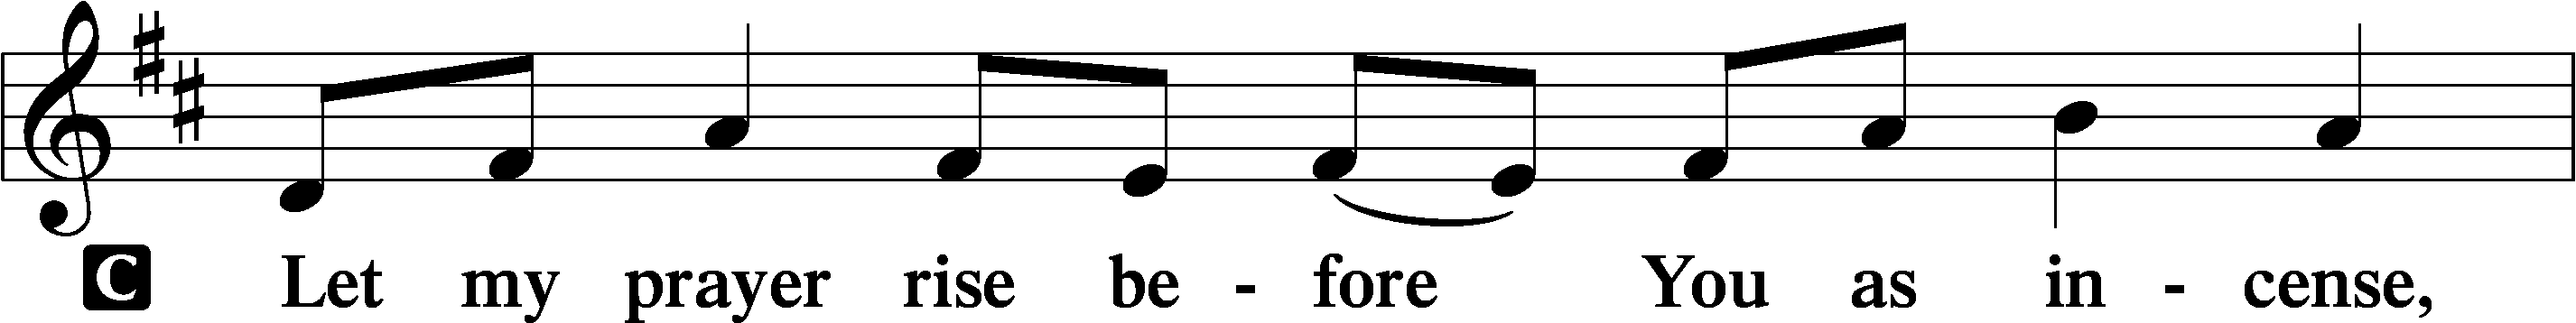 C Let my prayer rise be - fore You as in - cense,